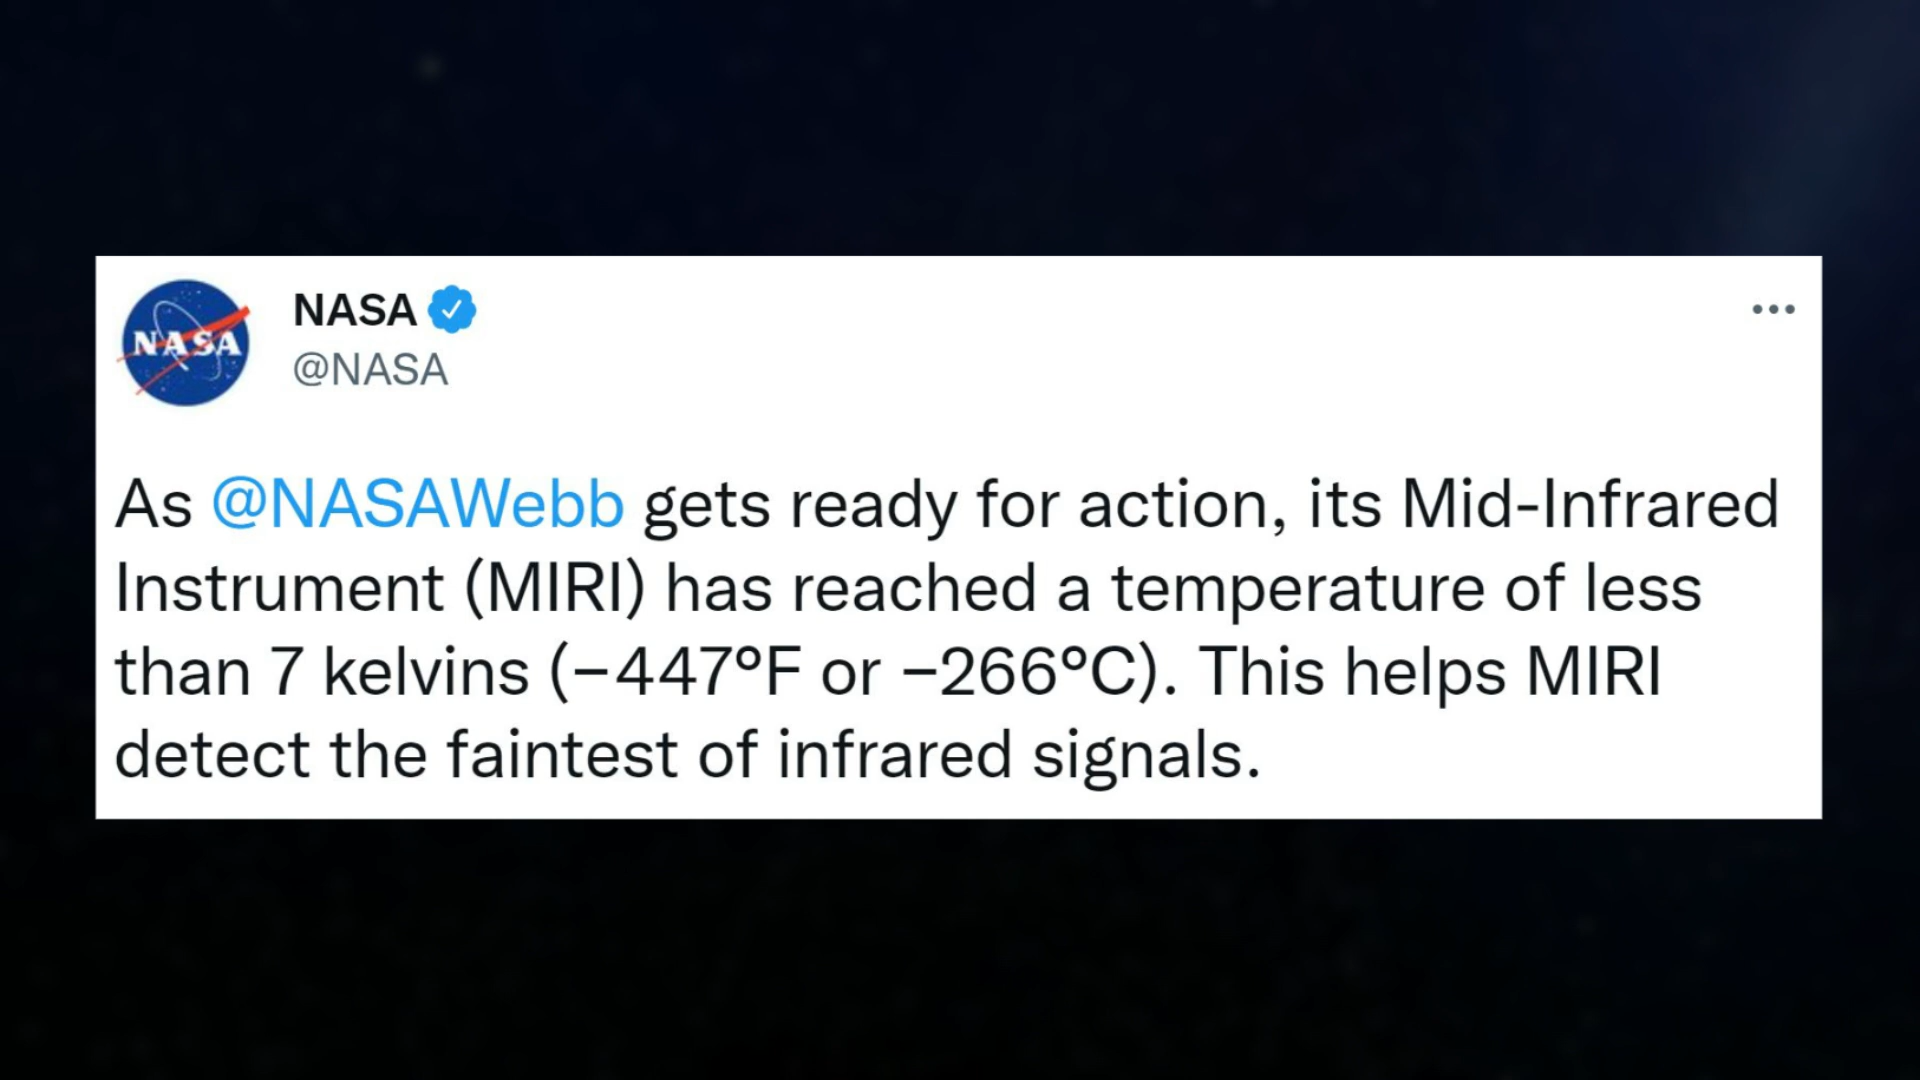 NASA
NASA
@NASA
As @NASAWebb gets ready for action, its Mid-Infrared
Instrument (MIRI) has reached a temperature of less
than 7 kelvins (−447°F or −266°C). This helps MIRI
detect the faintest of infrared signals.